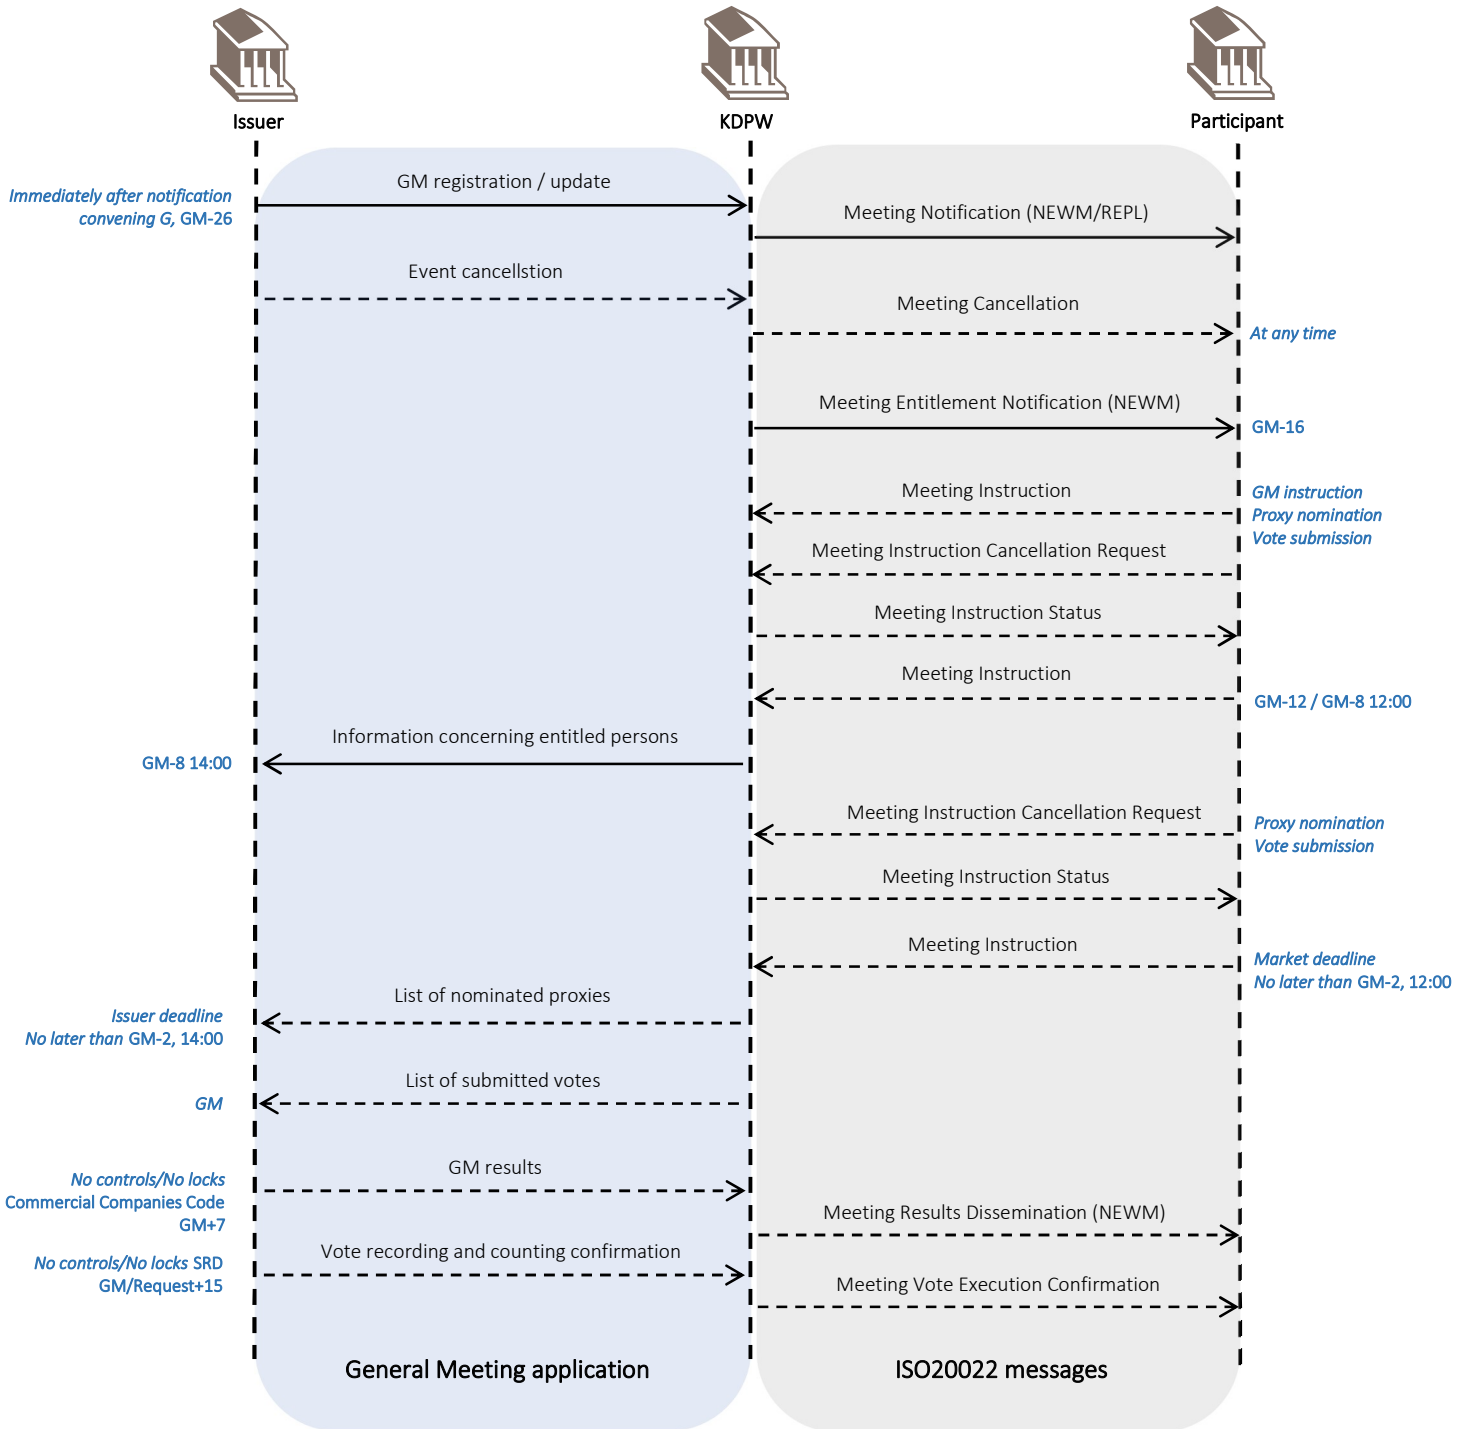 Issuer
KDPW
Participant
GM registration / update
Immediately after notification
convening G, GM-26
Meeting Notification (NEWM/REPL)
Event cancellstion
Meeting Cancellation
At any time
Meeting Entitlement Notification (NEWM)
GM-16
Meeting Instruction
GM instruction
Proxy nomination
Vote submission
Meeting Instruction Cancellation Request
Meeting Instruction Status
Meeting Instruction
GM-12 / GM-8 12:00
Information concerning entitled persons
GM-8 14:00
Meeting Instruction Cancellation Request
Proxy nomination
Vote submission
Meeting Instruction Status
Meeting Instruction
Market deadline
No later than GM-2, 12:00
List of nominated proxies
Issuer deadline
No later than GM-2, 14:00
List of submitted votes
GM
GM results
No controls/No locks
Commercial Companies Code
GM+7
Meeting Results Dissemination (NEWM)
Vote recording and counting confirmation
No controls/No locks SRD
GM/Request+15
Meeting Vote Execution Confirmation
General Meeting application
ISO20022 messages